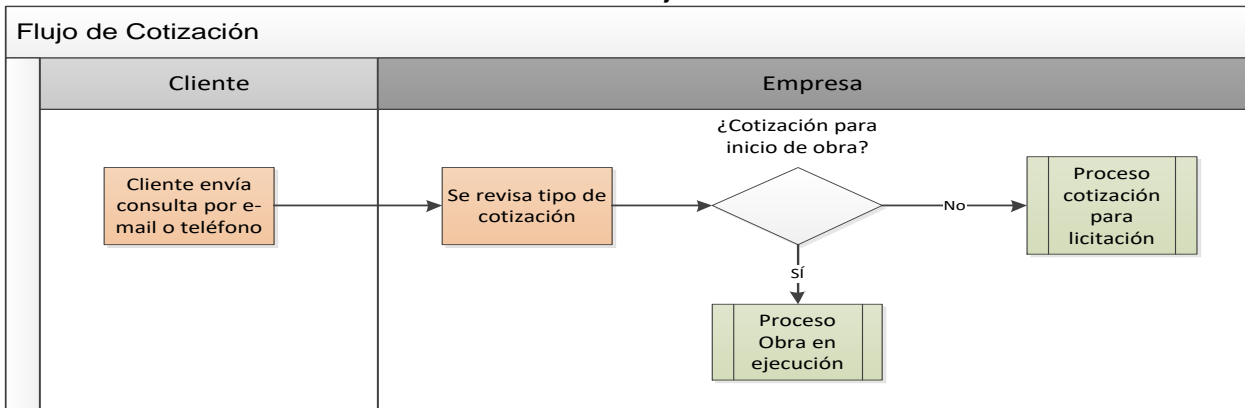 Flujo de Cotización
Cliente
Empresa
¿Cotización para
inicio de obra?
Cliente envía
consulta por e-
mail o teléfono
Se revisa tipo de
cotización
No
Proceso
cotización
para
licitación
SÍ
Proceso
Obra en
ejecución